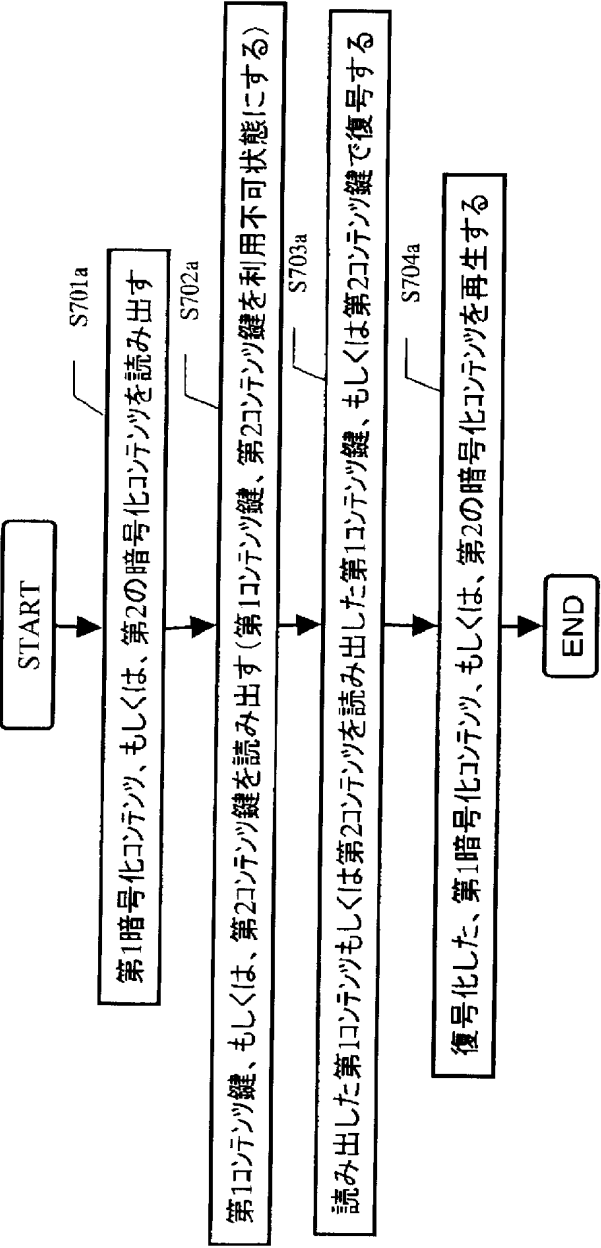 START
S701a
第1暗号化コンテンツ、もしくは、第2の暗号化コンテンツを読み出す
S702a
第1コンテンツ鍵、もしくは、第2コンテンツ鍵を読み出す（第1コンテンツ鍵、第2コンテンツ鍵を利用不可状態にする）
S703a
読み出した第1コンテンツもしくは第2コンテンツを読み出した第1コンテンツ鍵、もしくは第2コンテンツ鍵で復号する
S704a
復号化した、第1暗号化コンテンツ、もしくは、第2の暗号化コンテンツを再生する
END